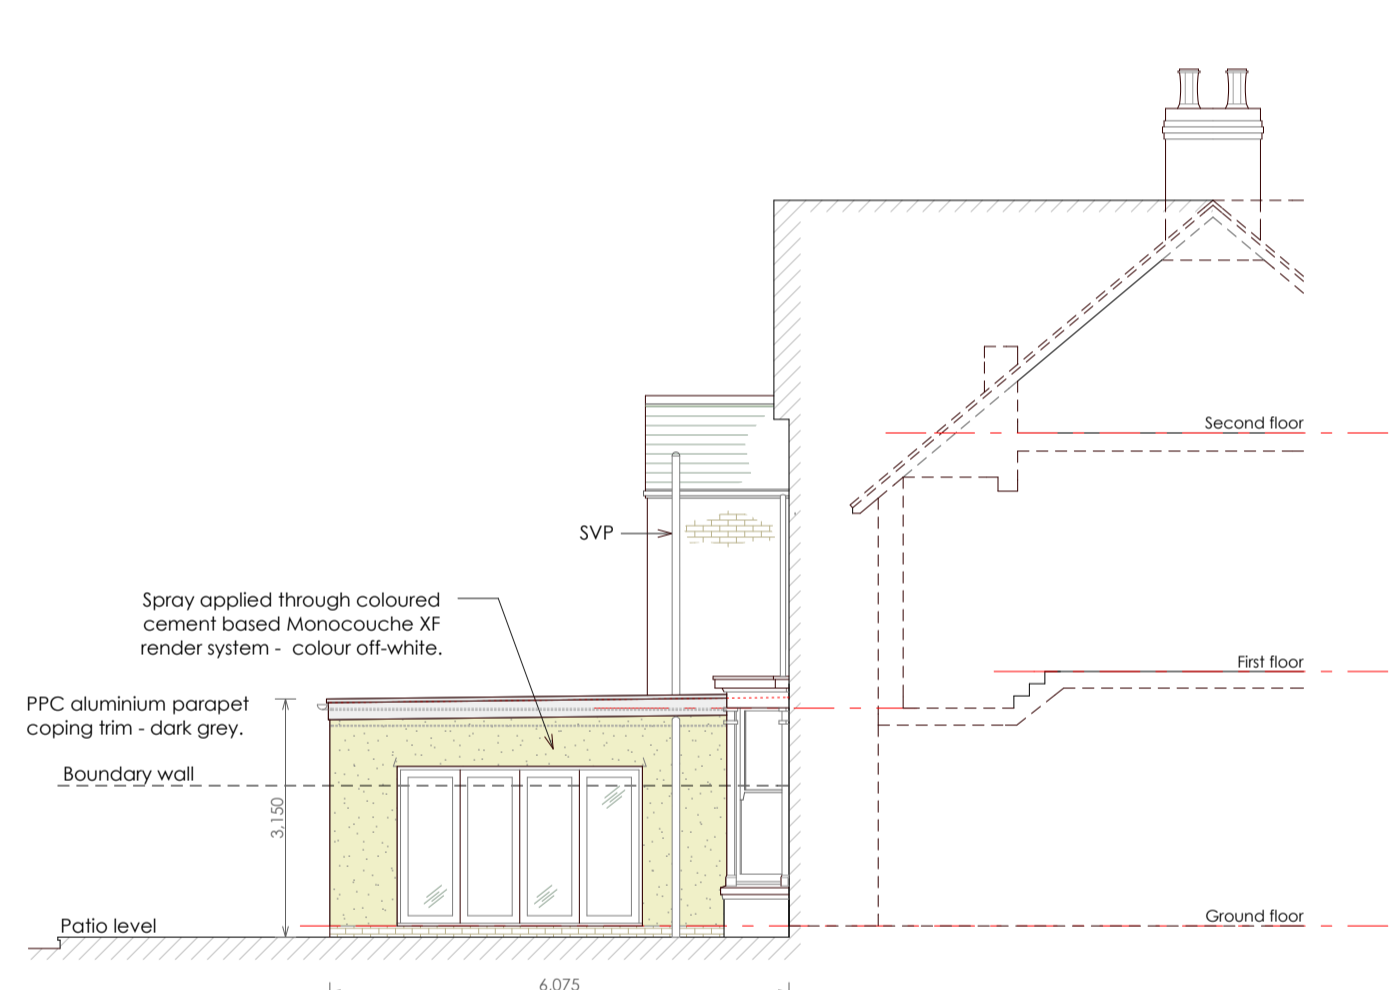 Second floor
SVP
Spray applied through coloured
cement based Monocouche XF
render system - colour off-white.
First floor
PPC aluminium parapet
coping trim - dark grey.
Boundary wall
3,150
Patio level
Ground floor
6,075